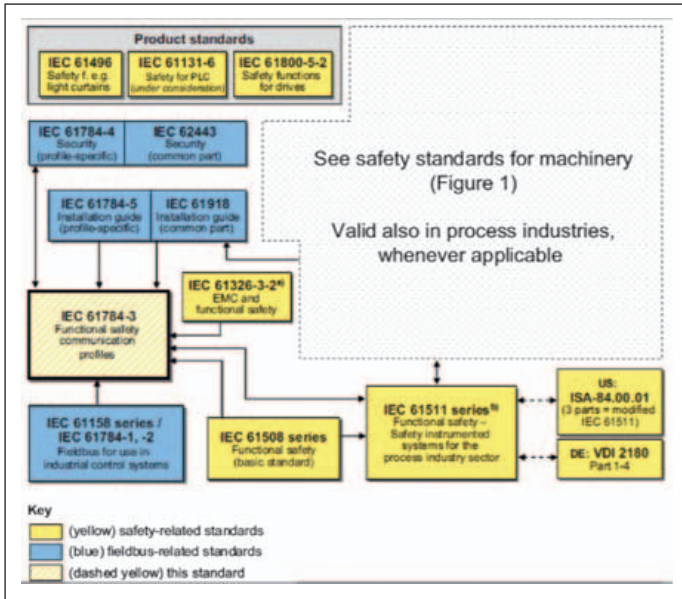 Product standards
IEC 61496
Safety f. e.g.
light curtains
IEC 61131-6
Safety for PLC
(under consideration)
IEC 61800-5-2
Safety functions
for drives
IEC 61784-4
Security
(profile-specific)
IEC 62443
Security
(common part)
See safety standards for machinery
(Figure 1)
Valid also in process industries,
whenever applicable
IEC 61784-5
Installation guide
(profile-specific)
IEC 61918
Installation guide
(common part)
IEC 61326-3-2a)
EMC and
functional safety
IEC 61784-3
Functional safety
communication
profiles
IEC 61158 series /
IEC 61784-1, -2
Fieldbus for use in
industrial control systems
IEC 61508 series
Functional safety
(basic standard)
IEC 61511 seriesb)
Functional safety –
Safety instrumented
systems for the
process industry sector
US:
ISA-84.00.01
(3 parts = modified
IEC 61511)
DE: VDI 2180
Part 1-4
Key
(yellow) safety-related standards
(blue) fieldbus-related standards
(dashed yellow) this standard